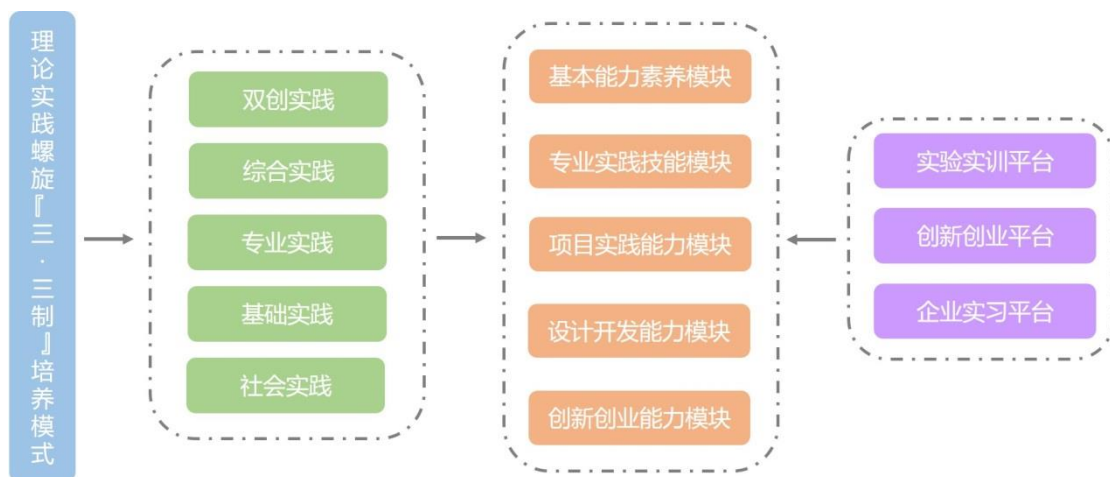 理论实践螺旋『三·三制』培养模式
双创实践
综合实践
专业实践
基础实践
社会实践
基本能力素养模块
专业实践技能模块
项目实践能力模块
设计开发能力模块
创新创业能力模块
实验实训平台
创新创业平台
企业实习平台